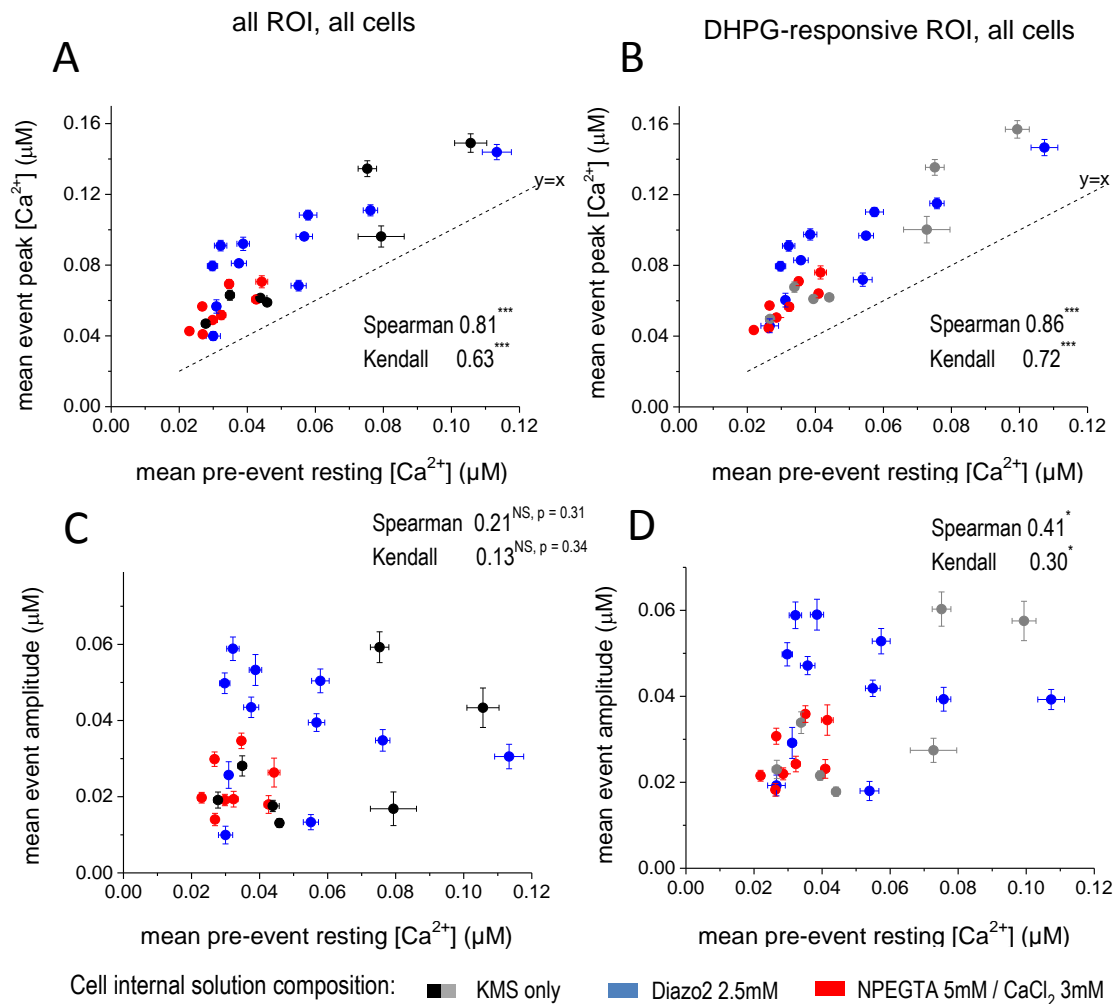 all ROI, all cells
DHPG-responsive ROI, all cells
A
B
mean event peak [Ca²⁺] (μM)
0.16
0.12
0.08
0.04
0.00
y=x
Spearman 0.81***
Kendall 0.63***
0.00 0.02 0.04 0.06 0.08 0.10 0.12
mean pre-event resting [Ca²⁺] (μM)
mean event peak [Ca²⁺] (μM)
0.16
0.12
0.08
0.04
0.00
y=x
Spearman 0.86***
Kendall 0.72***
0.00 0.02 0.04 0.06 0.08 0.10 0.12
mean pre-event resting [Ca²⁺] (μM)
C
Spearman 0.21 NS, p = 0.31
Kendall 0.13 NS, p = 0.34
mean event amplitude (μM)
0.06
0.04
0.02
0.00
0.00 0.02 0.04 0.06 0.08 0.10 0.12
mean pre-event resting [Ca²⁺] (μM)
D
Spearman 0.41*
Kendall 0.30*
mean event amplitude (μM)
0.06
0.04
0.02
0.00
0.00 0.02 0.04 0.06 0.08 0.10 0.12
mean pre-event resting [Ca²⁺] (μM)
Cell internal solution composition: KMS only Diazo2 2.5mM NPEGTA 5mM / CaCl₂ 3mM